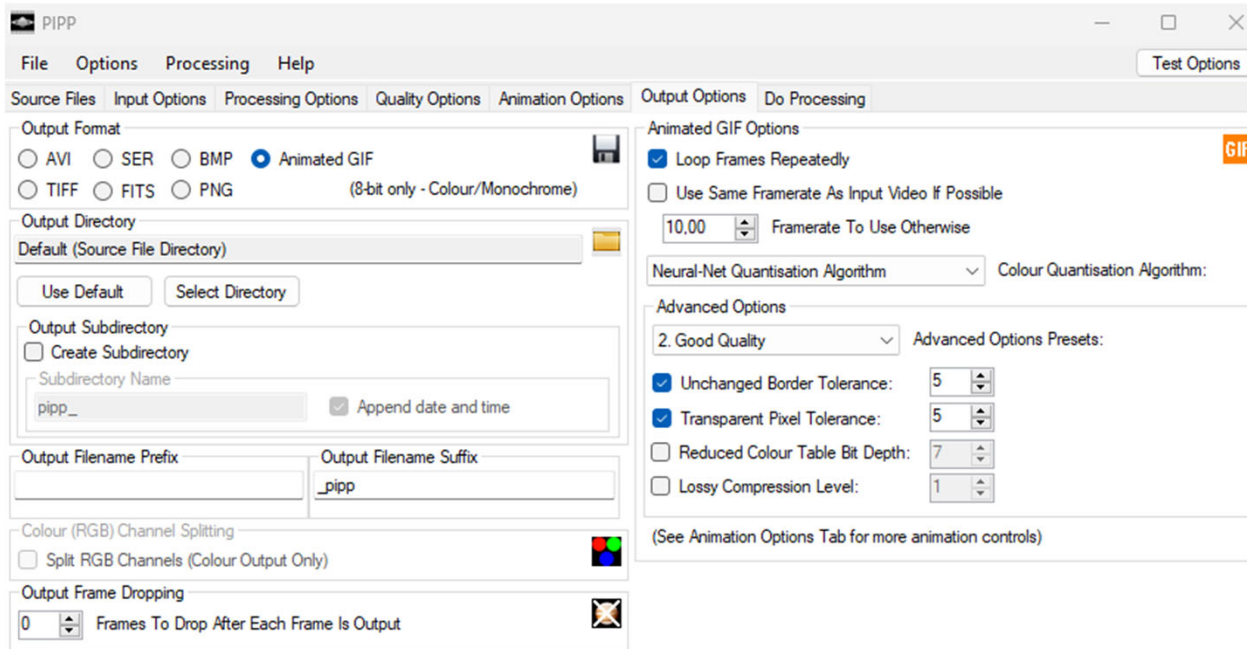 PIPP
File Options Processing Help
Test Options
Source Files Input Options Processing Options Quality Options Animation Options Output Options Do Processing
Output Format
AVI SER BMP Animated GIF
TIFF FITS PNG (8-bit only - Colour/Monochrome)
Output Directory
Default (Source File Directory)
Use Default Select Directory
Output Subdirectory
Create Subdirectory
Subdirectory Name
pipp_ Append date and time
Output Filename Prefix Output Filename Suffix
_pipp
Colour (RGB) Channel Splitting
Split RGB Channels (Colour Output Only)
Output Frame Dropping
0 Frames To Drop After Each Frame Is Output
Animated GIF Options
GIF
Loop Frames Repeatedly
Use Same Framerate As Input Video If Possible
10,00 Framerate To Use Otherwise
Neural-Net Quantisation Algorithm Colour Quantisation Algorithm:
Advanced Options
2. Good Quality Advanced Options Presets:
Unchanged Border Tolerance: 5
Transparent Pixel Tolerance: 5
Reduced Colour Table Bit Depth: 7
Lossy Compression Level: 1
(See Animation Options Tab for more animation controls)